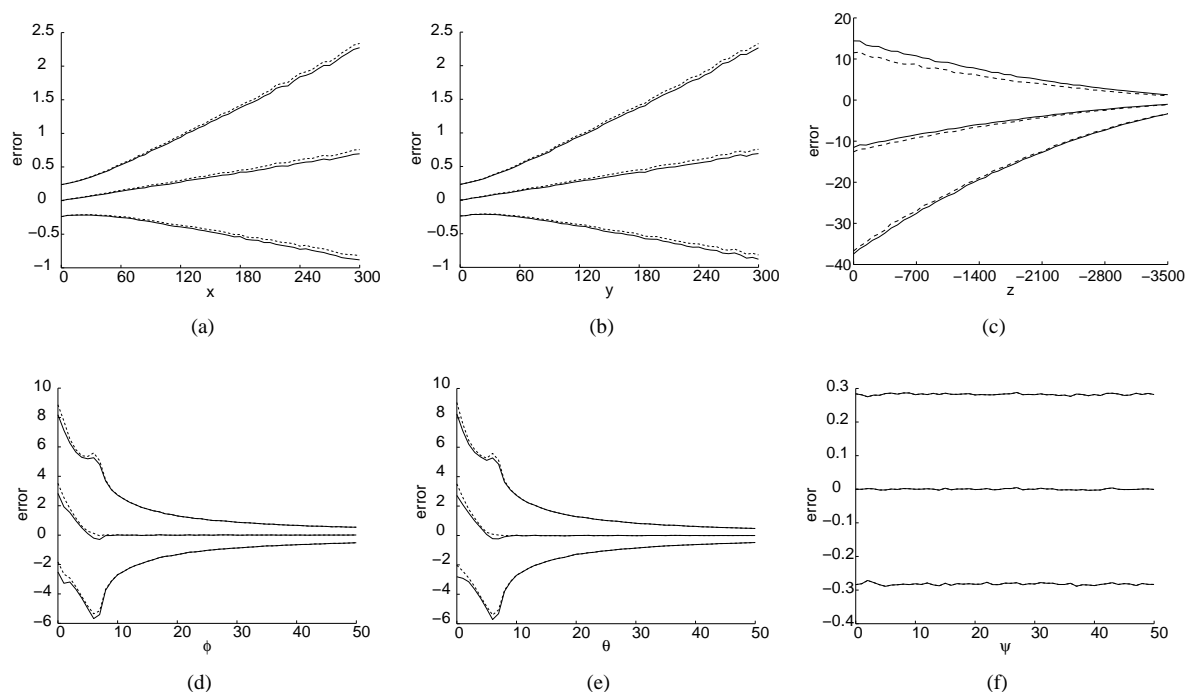 2.5
2
1.5
1
0.5
0
−0.5
−1
error
0 60 120 180 240 300
x
(a)
2.5
2
1.5
1
0.5
0
−0.5
−1
error
0 60 120 180 240 300
y
(b)
20
10
0
−10
−20
−30
−40
error
0 −700 −1400 −2100 −2800 −3500
z
(c)
10
8
6
4
2
0
−2
−4
−6
error
0 10 20 30 40 50
ϕ
(d)
10
8
6
4
2
0
−2
−4
−6
error
0 10 20 30 40 50
θ
(e)
0.3
0.2
0.1
0
−0.1
−0.2
−0.3
−0.4
error
0 10 20 30 40 50
ψ
(f)